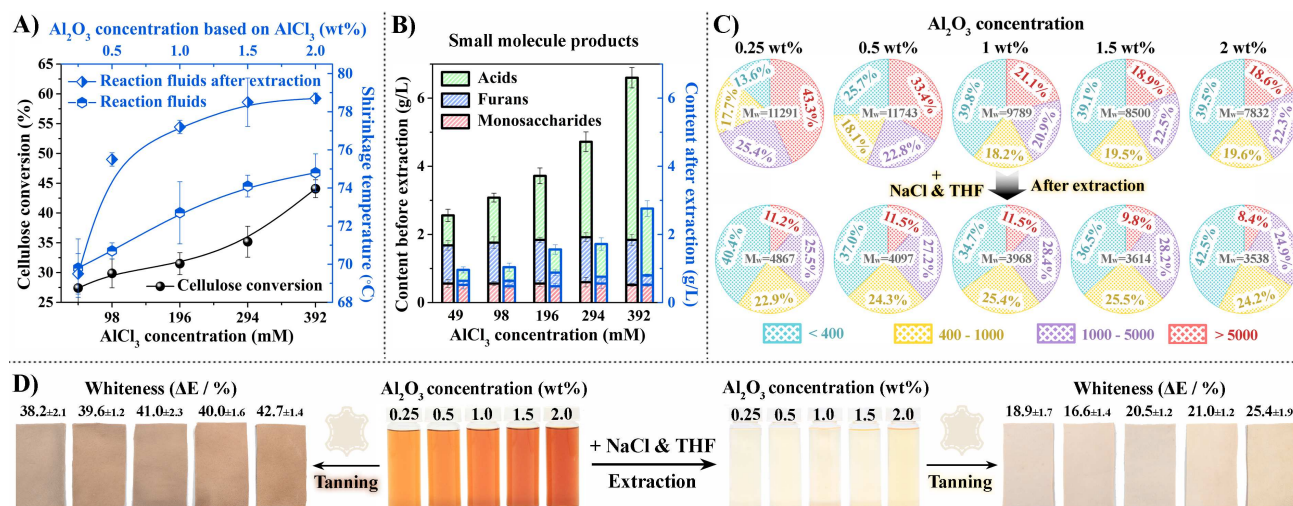 A)
Al2O3 concentration based on AlCl3 (wt%)
0.5 1.0 1.5 2.0
Cellulose conversion (%)
65
60
55
50
45
40
35
30
25
Reaction fluids after extraction
Reaction fluids
Cellulose conversion
80
78
76
74
72
70
68
Shrinkage temperature (°C)
98 196 294 392
AlCl3 concentration (mM)
B)
Small molecule products
Content before extraction (g/L)
6
4
2
0
Acids
Furans
Monosaccharides
6
5
4
3
2
1
0
Content after extraction (g/L)
49 98 196 294 392
AlCl3 concentration (mM)
C)
Al2O3 concentration
0.25 wt% 0.5 wt% 1 wt% 1.5 wt% 2 wt%
13.6% 43.3% 25.4% 17.7%
Mw=11291
25.7% 33.4% 22.8% 18.1%
Mw=11743
39.8% 21.1% 20.9% 18.2%
Mw=9789
39.1% 18.9% 22.5% 19.5%
Mw=8500
39.5% 18.6% 22.3% 19.6%
Mw=7832
+
NaCl & THF
After extraction
40.4% 11.2% 25.5% 22.9%
Mw=4867
37.0% 11.5% 27.2% 24.3%
Mw=4097
34.7% 11.5% 28.4% 25.4%
Mw=3968
36.5% 9.8% 28.2% 25.5%
Mw=3614
42.5% 8.4% 24.9% 24.2%
Mw=3538
< 400 400 - 1000 1000 - 5000 > 5000
D)
Whiteness (ΔE / %)
38.2±2.1 39.6±1.2 41.0±2.3 40.0±1.6 42.7±1.4
Tanning
Al2O3 concentration (wt%)
0.25 0.5 1.0 1.5 2.0
+ NaCl & THF
Extraction
Al2O3 concentration (wt%)
0.25 0.5 1.0 1.5 2.0
Tanning
Whiteness (ΔE / %)
18.9±1.7 16.6±1.4 20.5±1.2 21.0±1.2 25.4±1.9